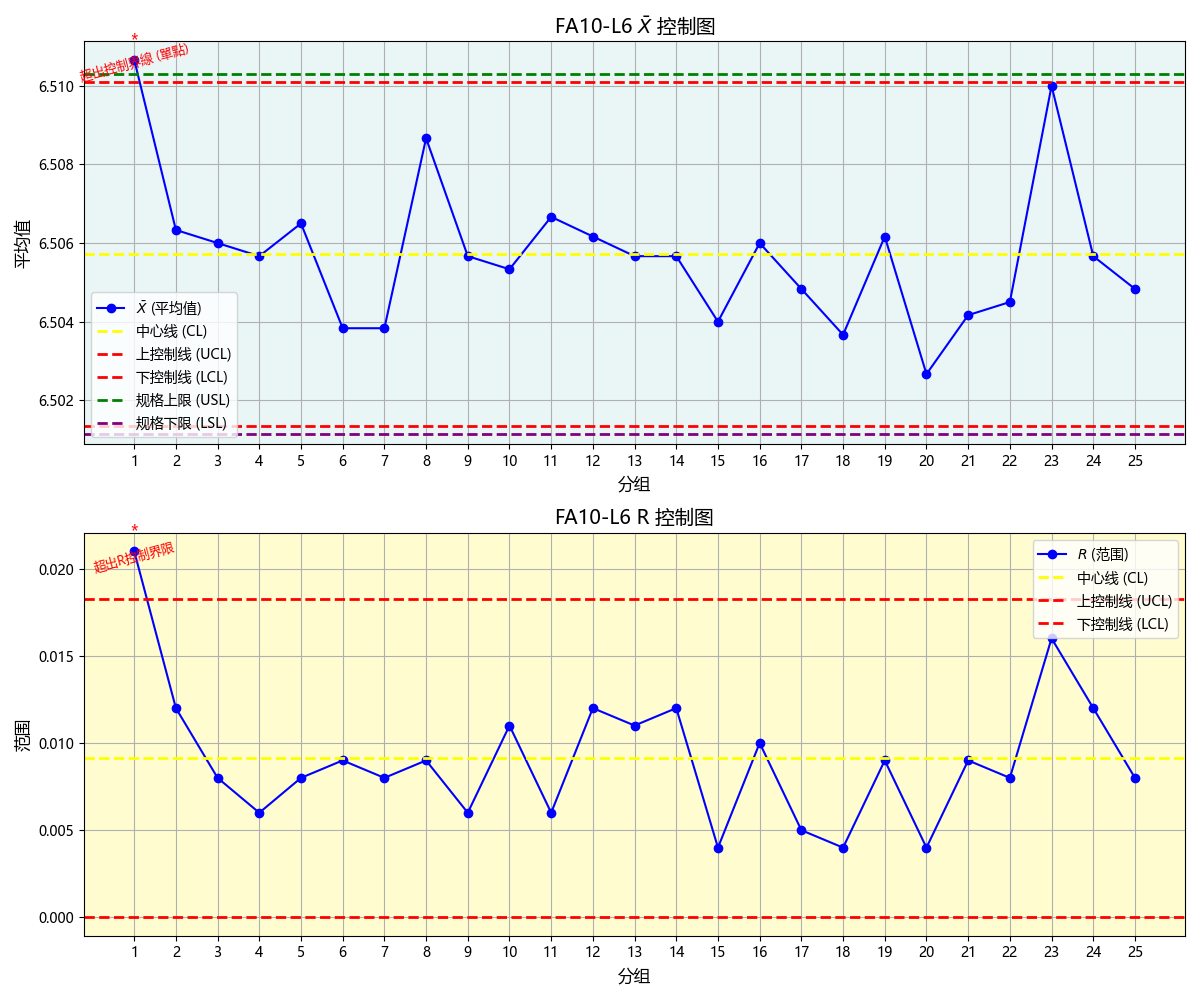 FA10-L6 X̄ 控制图
*
超出控制界線 (單點)
平均值
6.510
6.508
6.506
6.504
6.502
X̄ (平均值)
中心线 (CL)
上控制线 (UCL)
下控制线 (LCL)
规格上限 (USL)
规格下限 (LSL)
1 2 3 4 5 6 7 8 9 10 11 12 13 14 15 16 17 18 19 20 21 22 23 24 25
分组
FA10-L6 R 控制图
*
超出R控制界限
范围
0.020
0.015
0.010
0.005
0.000
R (范围)
中心线 (CL)
上控制线 (UCL)
下控制线 (LCL)
1 2 3 4 5 6 7 8 9 10 11 12 13 14 15 16 17 18 19 20 21 22 23 24 25
分组